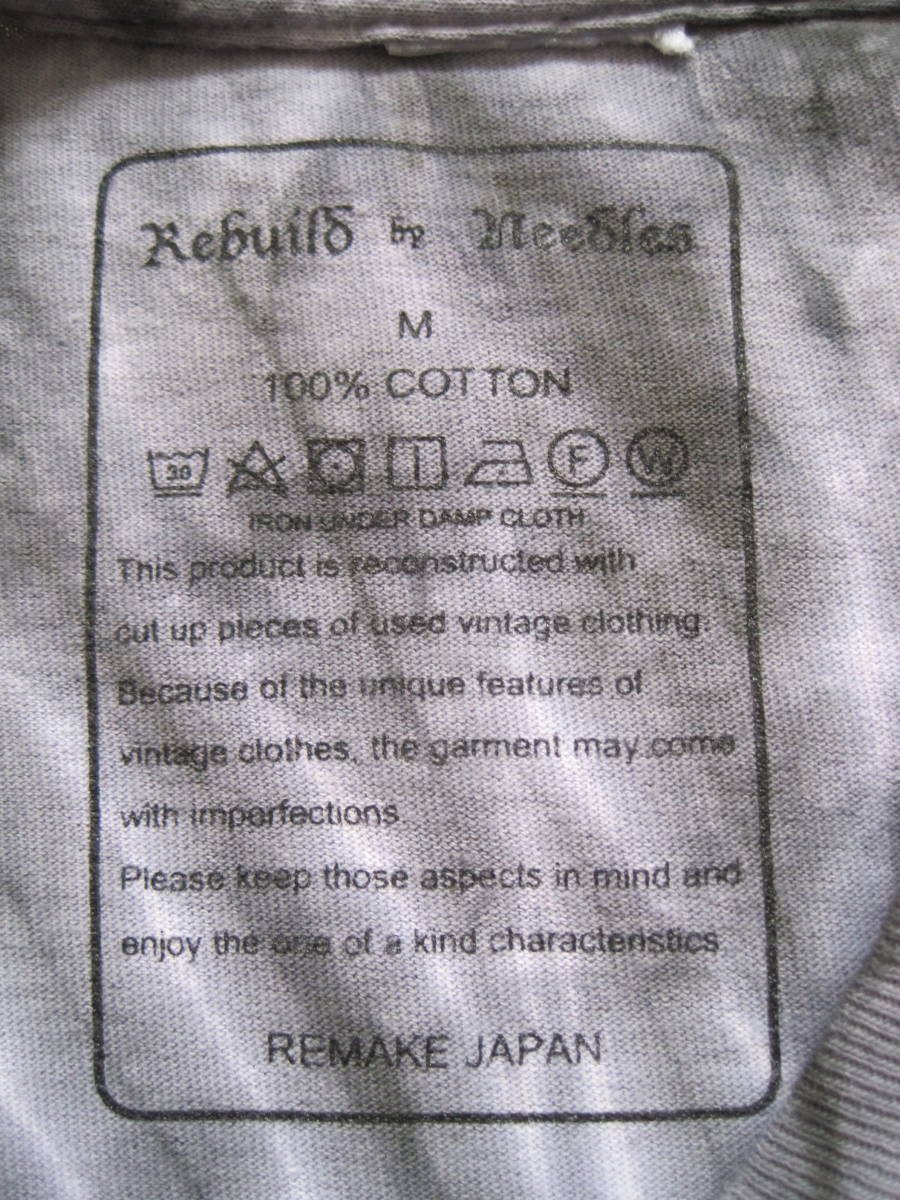 Rebuild by Needles
M
100% COTTON
30 F W
IRON UNDER DAMP CLOTH
This product is reconstructed with
cut up pieces of used vintage clothing.
Because of the unique features of
vintage clothes, the garment may come
with imperfections
Please keep those aspects in mind and
enjoy the one of a kind characteristics
REMAKE JAPAN